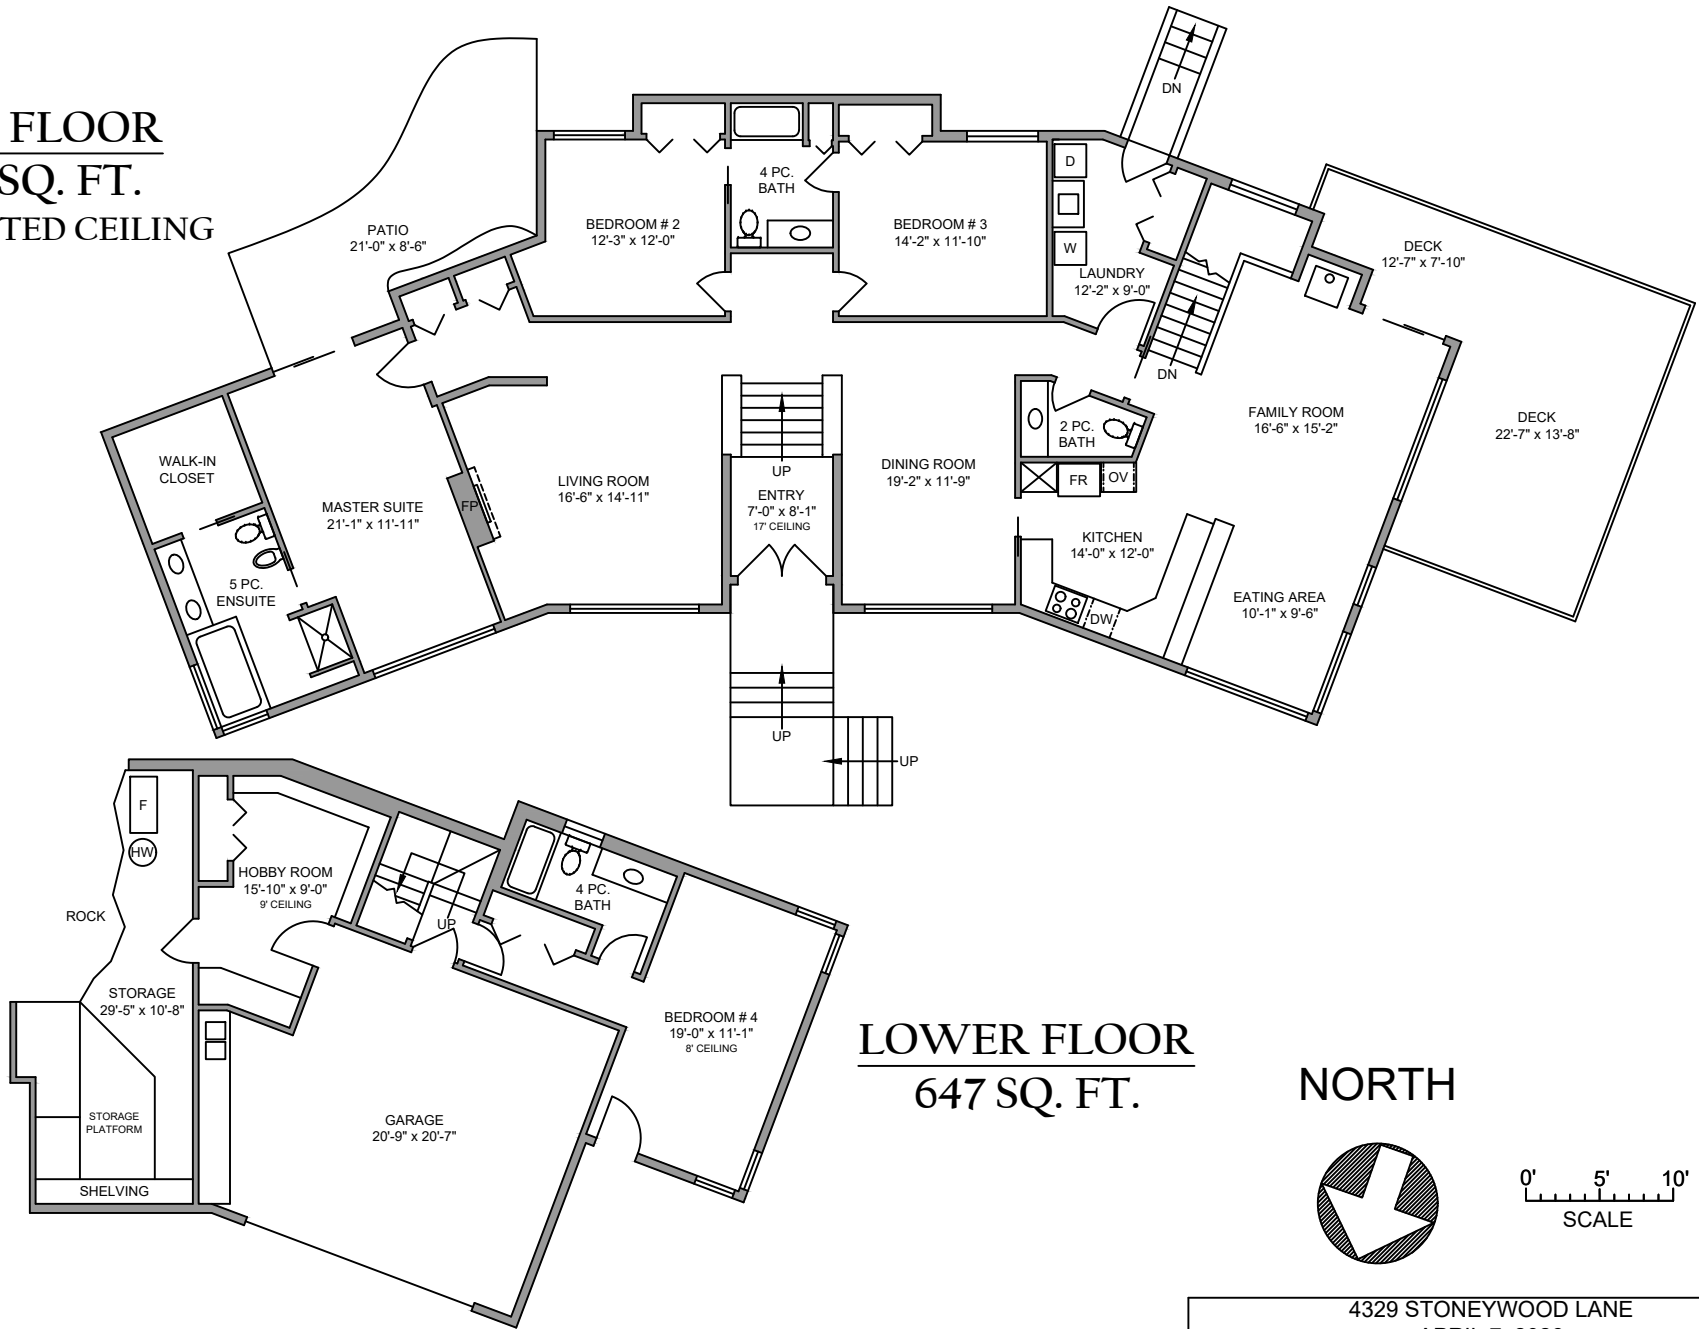 FLOOR
SQ. FT.
TED CEILING
PATIO
21'-0" x 8'-6"
BEDROOM # 2
12'-3" x 12'-0"
4 PC.
BATH
BEDROOM # 3
14'-2" x 11'-10"
D
W
LAUNDRY
12'-2" x 9'-0"
DN
DN
DECK
12'-7" x 7'-10"
DECK
22'-7" x 13'-8"
FAMILY ROOM
16'-6" x 15'-2"
WALK-IN
CLOSET
MASTER SUITE
21'-1" x 11'-11"
5 PC.
ENSUITE
FP
LIVING ROOM
16'-6" x 14'-11"
UP
ENTRY
7'-0" x 8'-1"
17' CEILING
DINING ROOM
19'-2" x 11'-9"
2 PC.
BATH
FR
OV
KITCHEN
14'-0" x 12'-0"
DW
EATING AREA
10'-1" x 9'-6"
UP
UP
F
HW
ROCK
HOBBY ROOM
15'-10" x 9'-0"
9' CEILING
UP
4 PC.
BATH
STORAGE
29'-5" x 10'-8"
STORAGE
PLATFORM
SHELVING
GARAGE
20'-9" x 20'-7"
BEDROOM # 4
19'-0" x 11'-1"
8' CEILING
LOWER FLOOR
647 SQ. FT.
NORTH
0' 5' 10'
SCALE
4329 STONEYWOOD LANE